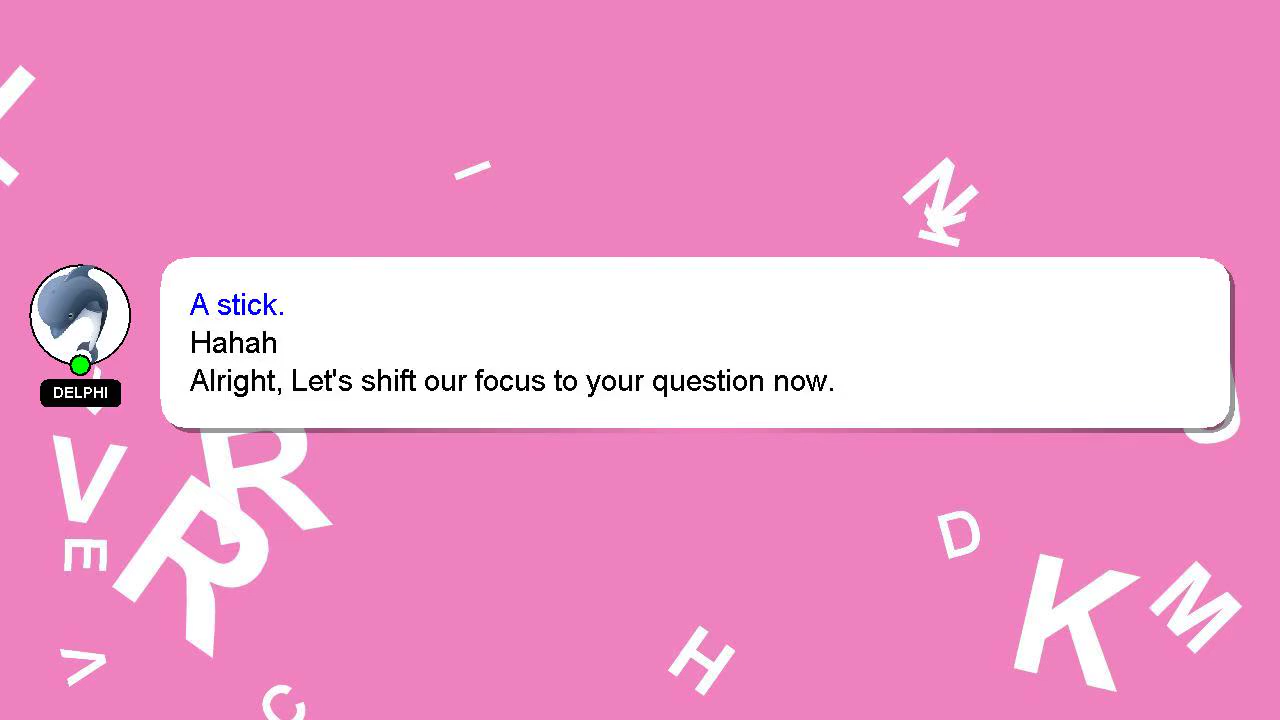 A stick.
Hahah
Alright, Let's shift our focus to your question now.
DELPHI
I
N
K
V
R
R
E
V
C
H
D
K
M